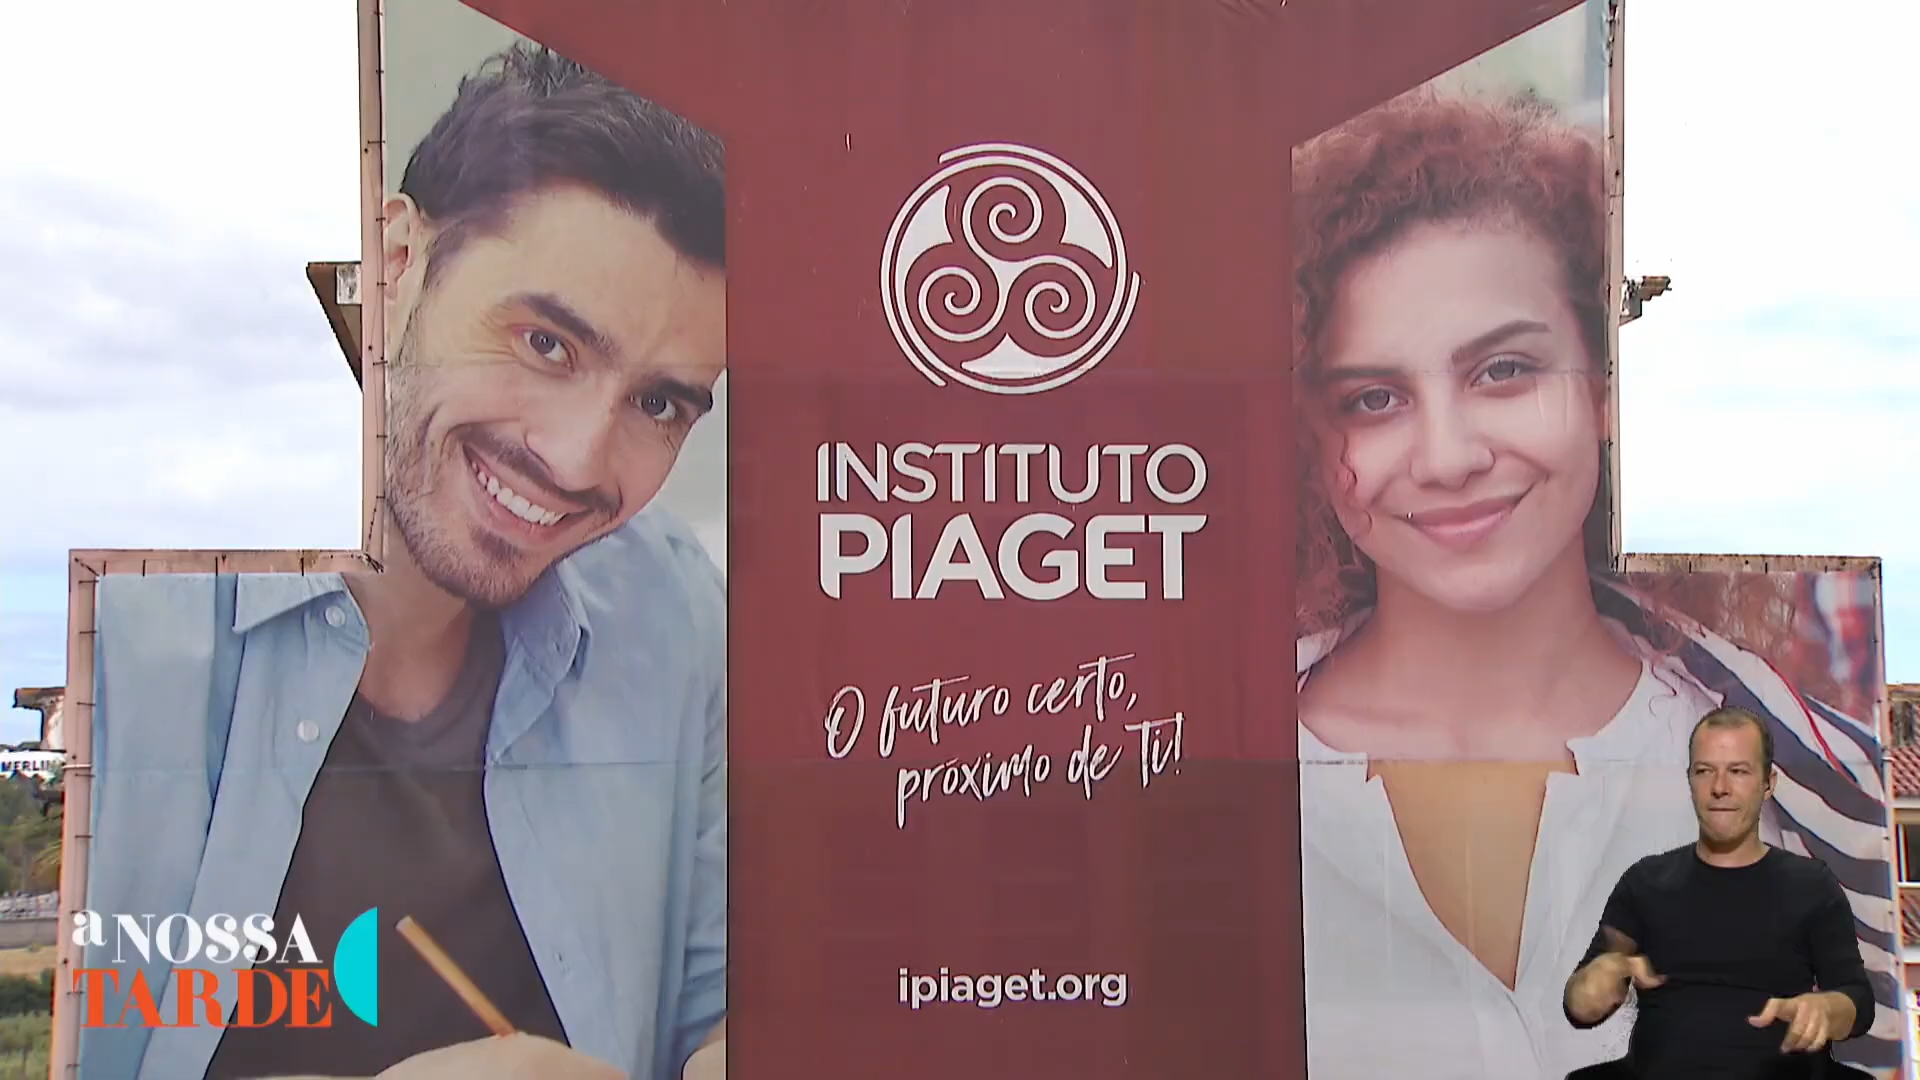 INSTITUTO
PIAGET
O futuro certo,
próximo de Ti!
ipiaget.org
MERLIN
a NOSSA
TARDE